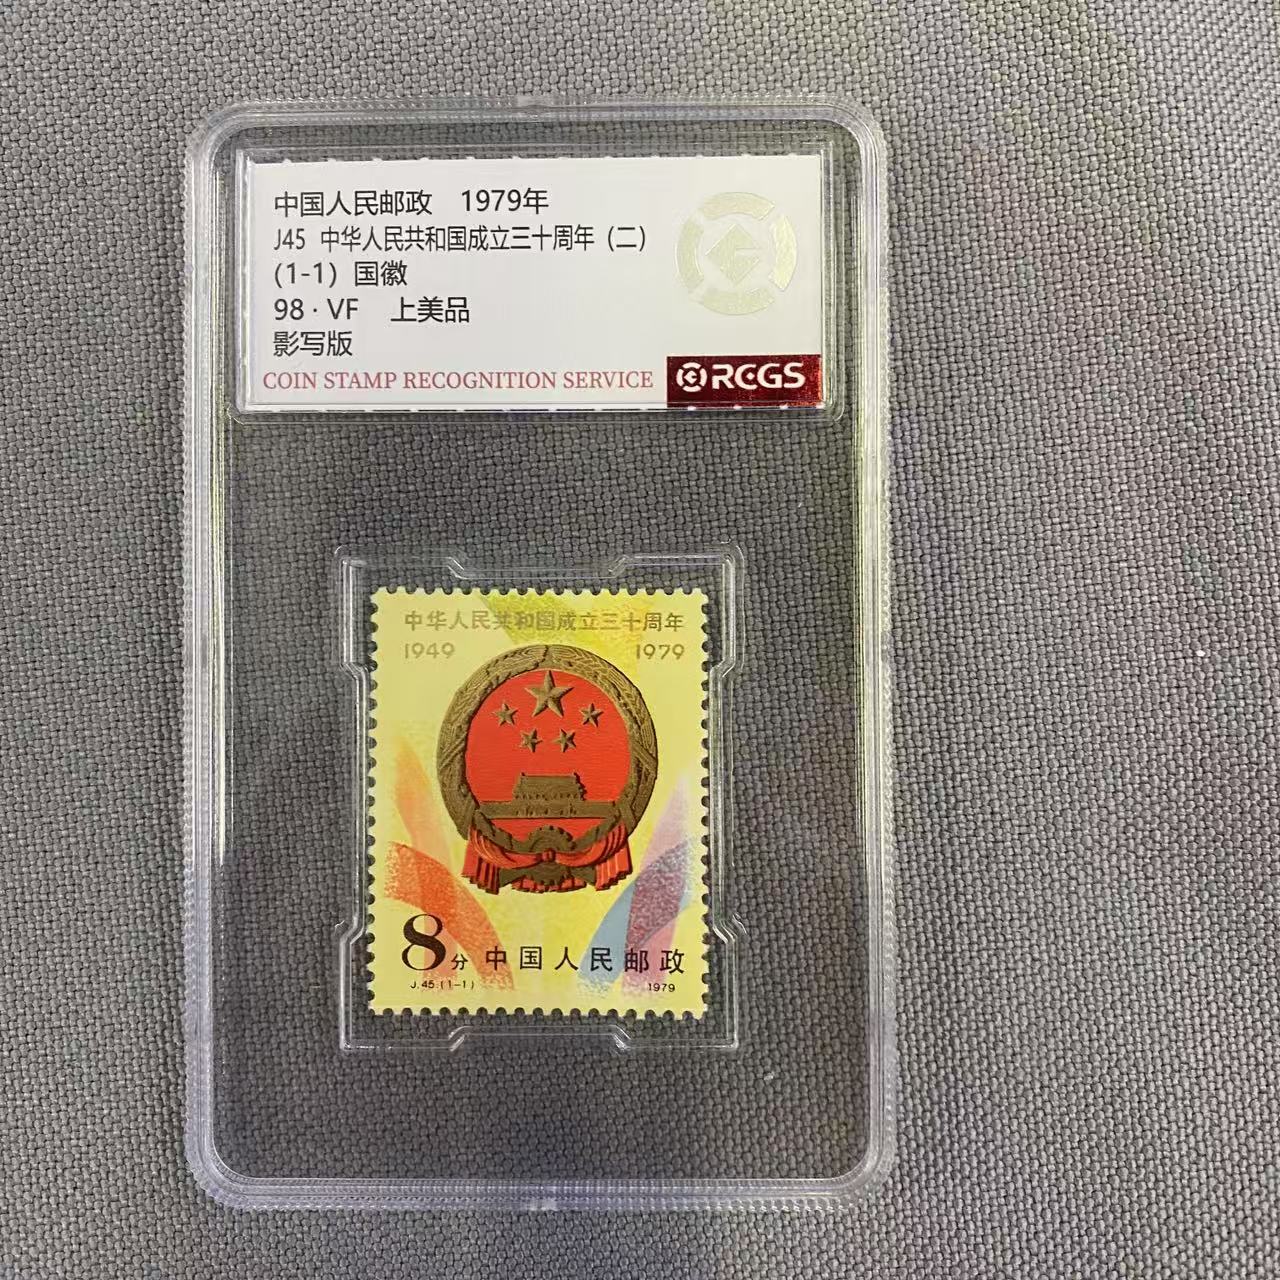 中国人民邮政 1979年
J45 中华人民共和国成立三十周年（二）
（1-1）国徽
98·VF 上美品
影写版
COIN STAMP RECOGNITION SERVICE RCGS
中华人民共和国成立三十周年
1949 1979
8分 中国人民邮政
J.45.(1-1) 1979